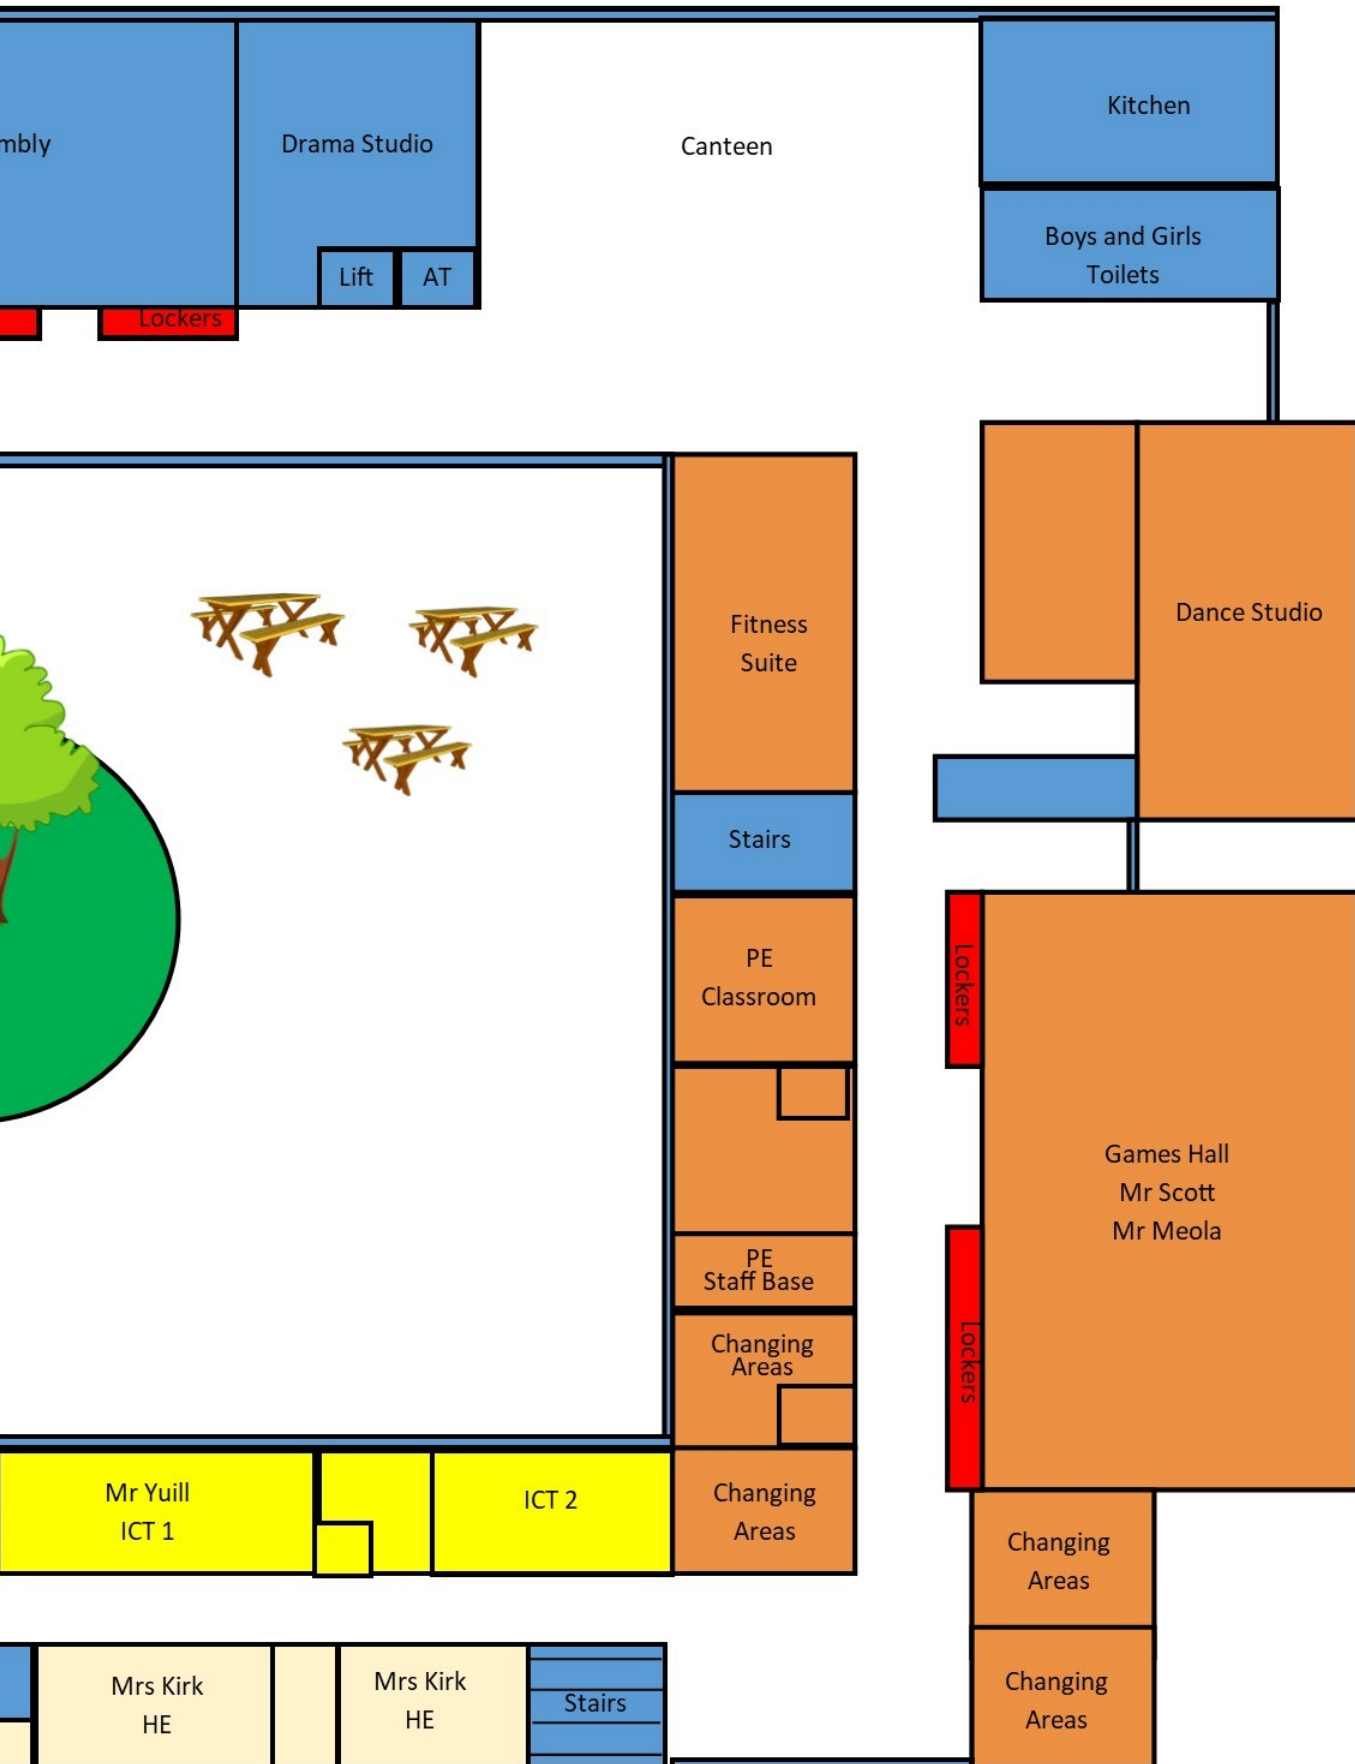 mbly
Drama Studio
Canteen
Kitchen
Boys and Girls
Toilets
Lift
AT
Lockers
Fitness
Suite
Dance Studio
Stairs
PE
Classroom
Lockers
Games Hall
Mr Scott
Mr Meola
PE
Staff Base
Changing
Areas
Lockers
Mr Yuill
ICT 1
ICT 2
Changing
Areas
Changing
Areas
Mrs Kirk
HE
Mrs Kirk
HE
Stairs
Changing
Areas